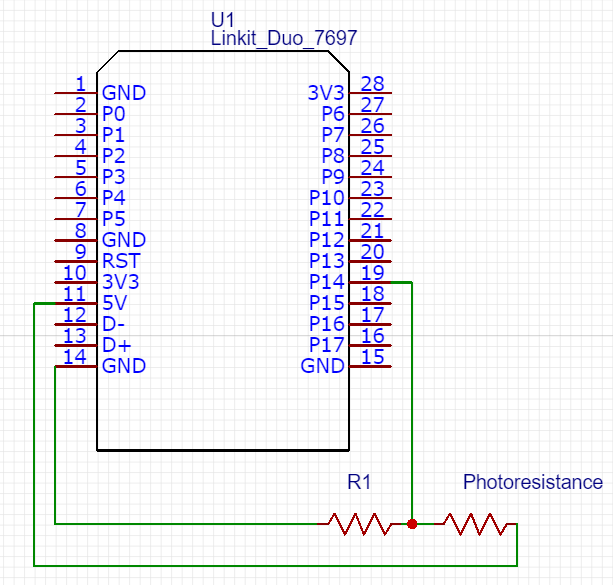 U1
Linkit_Duo_7697
1 GND 3V3 28
2 P0 P6 27
3 P1 P7 26
4 P2 P8 25
5 P3 P9 24
6 P4 P10 23
7 P5 P11 22
8 GND P12 21
9 RST P13 20
10 3V3 P14 19
11 5V P15 18
12 D- P16 17
13 D+ P17 16
14 GND GND 15
R1 Photoresistance